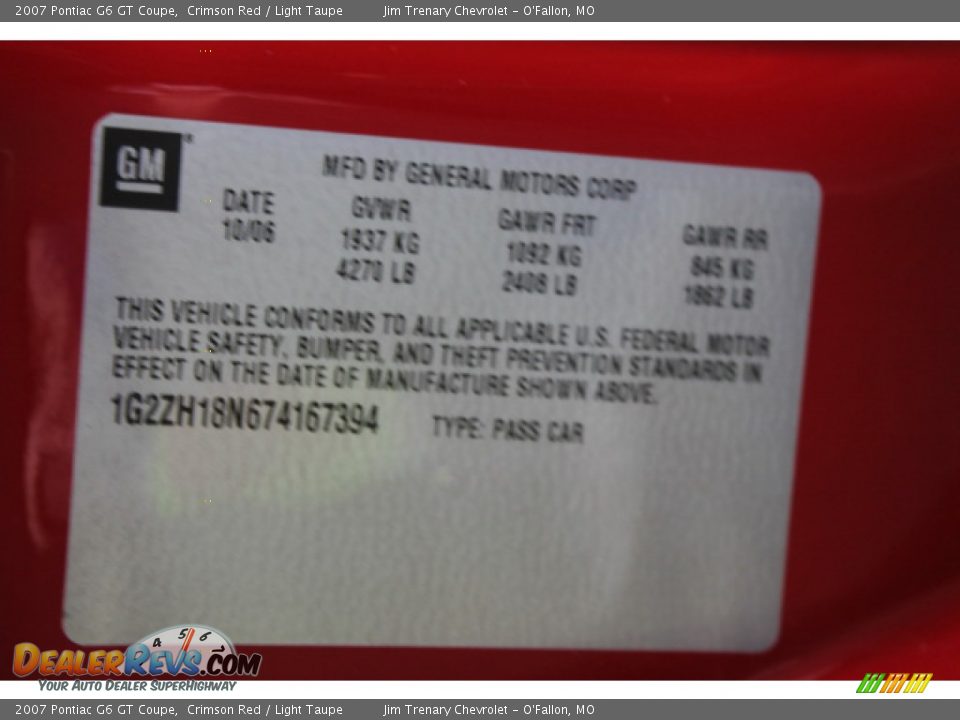 2007 Pontiac G6 GT Coupe, Crimson Red / Light Taupe Jim Trenary Chevrolet - O'Fallon, MO
GM®
MFD BY GENERAL MOTORS CORP
DATE GVWR GAWR FRT GAWR RR
10/06 1937 KG 1092 KG 845 KG
4270 LB 2408 LB 1862 LB
THIS VEHICLE CONFORMS TO ALL APPLICABLE U.S. FEDERAL MOTOR
VEHICLE SAFETY, BUMPER, AND THEFT PREVENTION STANDARDS IN
EFFECT ON THE DATE OF MANUFACTURE SHOWN ABOVE.
1G2ZH18N674167394 TYPE: PASS CAR
4 5 6
DEALERREVS.COM
YOUR AUTO DEALER SUPERHIGHWAY
2007 Pontiac G6 GT Coupe, Crimson Red / Light Taupe Jim Trenary Chevrolet - O'Fallon, MO